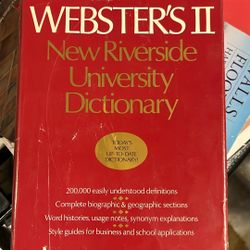 WEBSTER'S II
New Riverside
University
Dictionary
TODAY'S
MOST
UP-TO-DATE
DICTIONARY!
200,000 easily understood definitions
Complete biographic & geographic sections
Word histories, usage notes, synonym explanations
Style guides for business and school applications